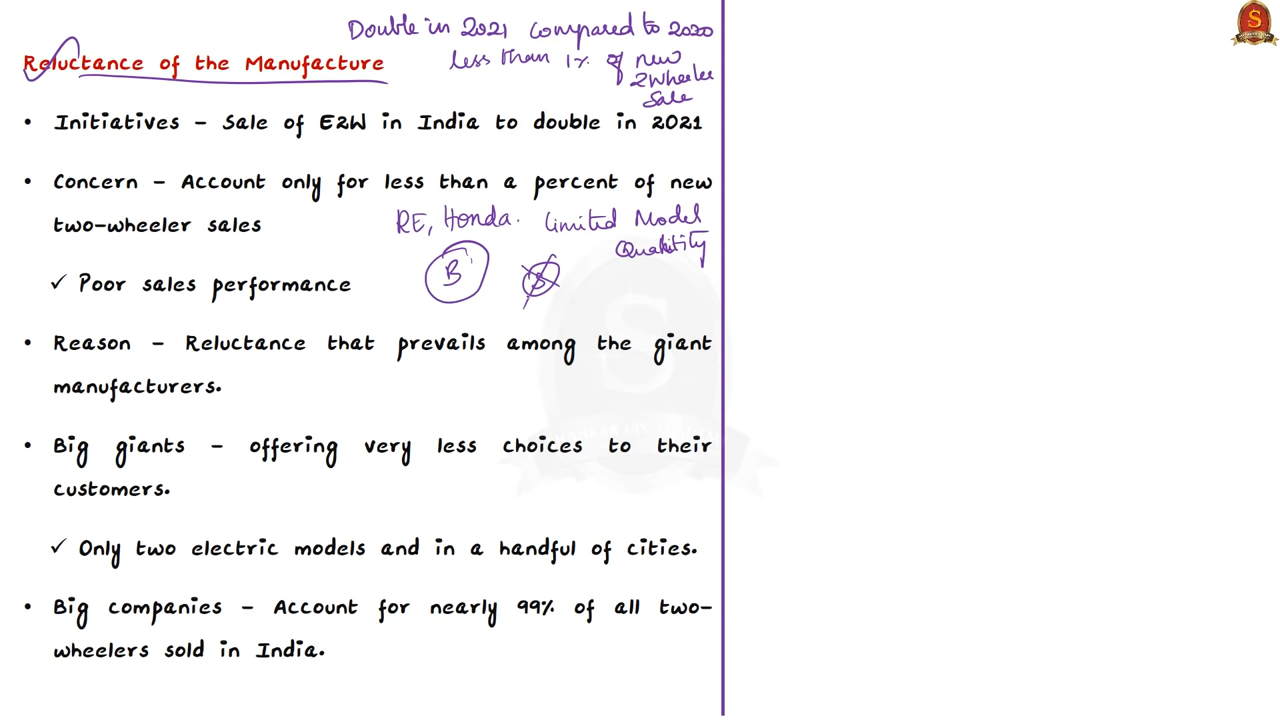 Double in 2021 compared to 2020
Reluctance of the Manufacture
less than 1% of new
2wheeler
Sale
• Initiatives – Sale of E2W in India to double in 2021
• Concern – Account only for less than a percent of new
two-wheeler sales
RE, Honda. Limited Model
Quantity
✓ Poor sales performance
B
• Reason – Reluctance that prevails among the giant
manufacturers.
• Big giants – offering very less choices to their
customers.
✓ Only two electric models and in a handful of cities.
• Big companies – Account for nearly 99% of all two-
wheelers sold in India.
S